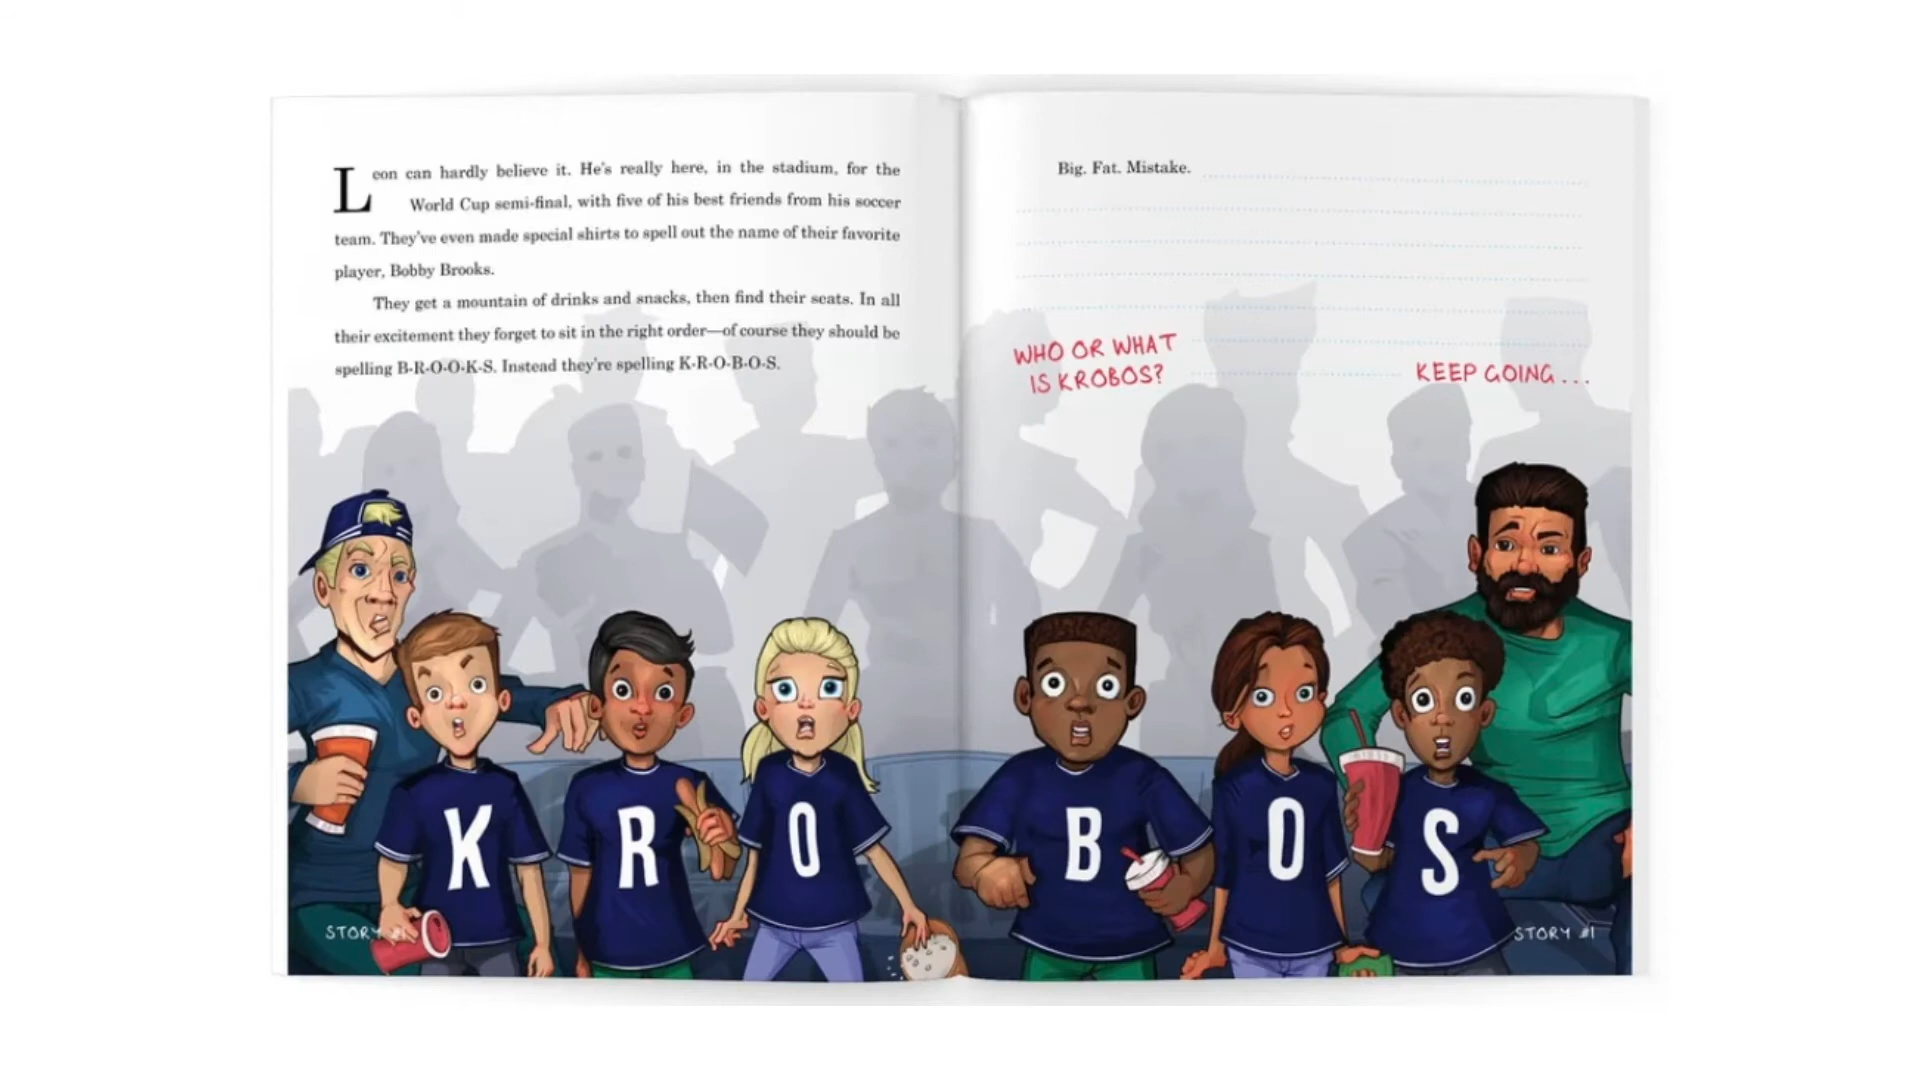 Leon can hardly believe it. He's really here, in the stadium, for the
World Cup semi-final, with five of his best friends from his soccer
team. They've even made special shirts to spell out the name of their favorite
player, Bobby Brooks.
They get a mountain of drinks and snacks, then find their seats. In all
their excitement they forget to sit in the right order—of course they should be
spelling B-R-O-O-K-S. Instead they're spelling K-R-O-B-O-S.
STORY #1
Big. Fat. Mistake.
WHO OR WHAT
IS KROBOS?
KEEP GOING...
K R O B O S
STORY #1